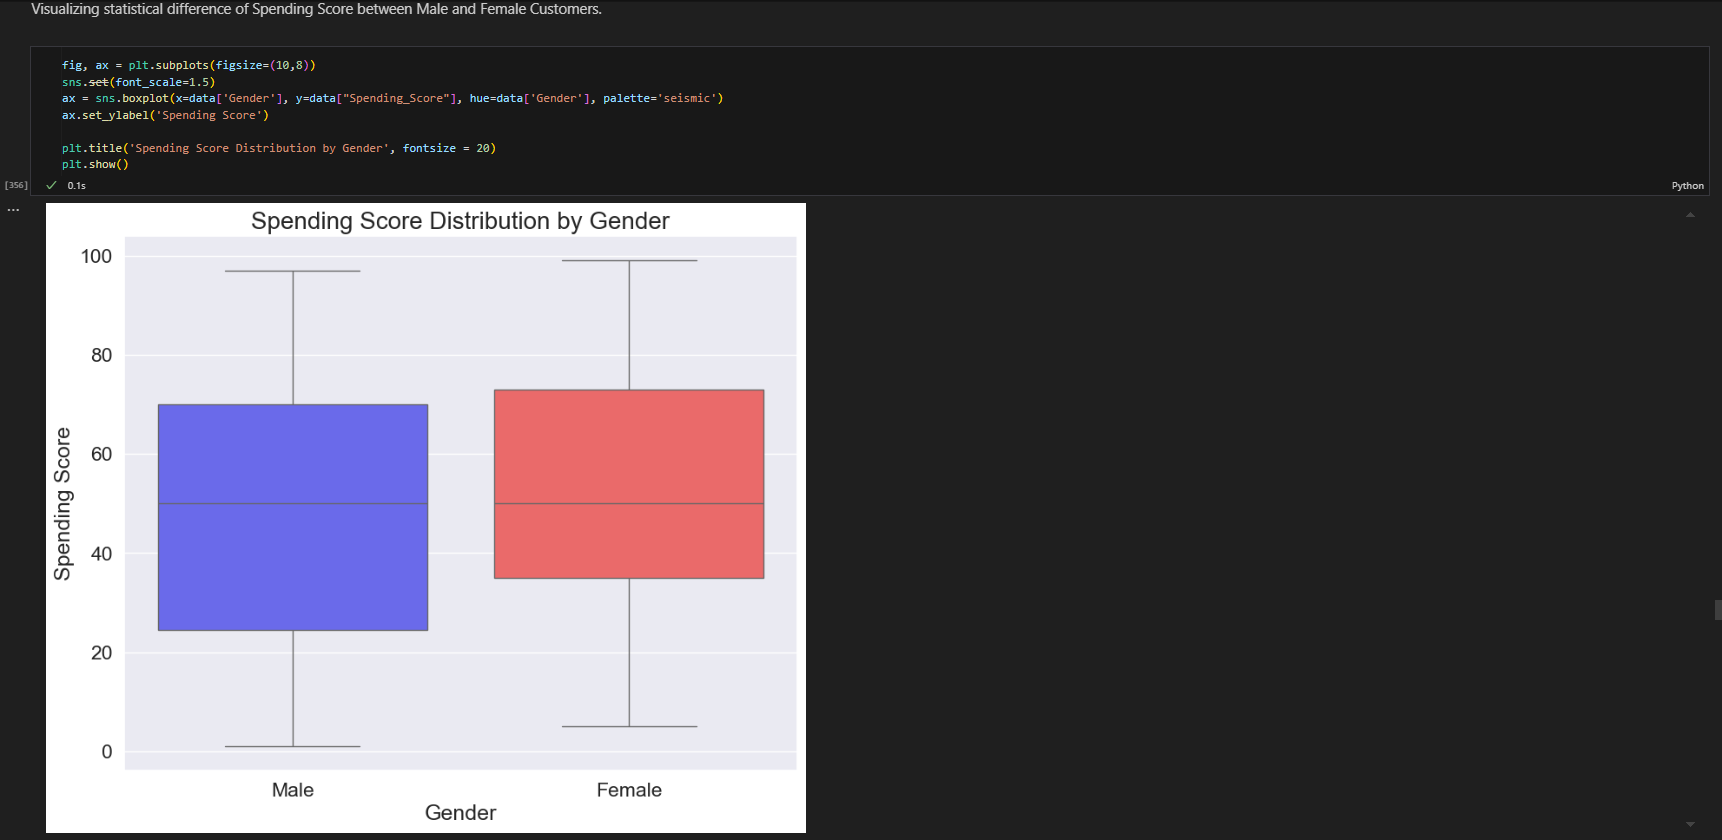 Visualizing statistical difference of Spending Score between Male and Female Customers.
fig, ax = plt.subplots(figsize=(10,8))
sns.set(font_scale=1.5)
ax = sns.boxplot(x=data['Gender'], y=data["Spending_Score"], hue=data['Gender'], palette='seismic')
ax.set_ylabel('Spending Score')
plt.title('Spending Score Distribution by Gender', fontsize = 20)
plt.show()
[356]
0.1s
Python
Spending Score Distribution by Gender
100
80
60
40
20
0
Spending Score
Male
Female
Gender